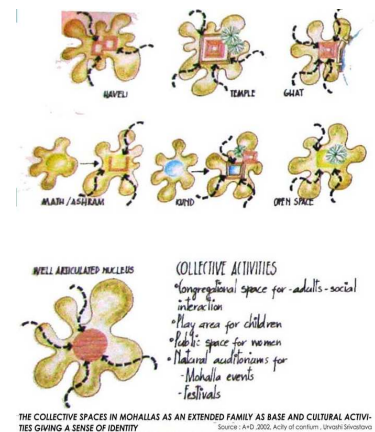 HAVELI TEMPLE GHAT
MATH/ASHRAM KUND OPEN SPACE
WELL ARTICULATED NUCLEUS
COLLECTIVE ACTIVITIES
•Congregational space for - adults - social
interaction
•Play area for children
•Public space for women
•Natural auditoriums for
- Mohalla events
- Festivals
THE COLLECTIVE SPACES IN MOHALLAS AS AN EXTENDED FAMILY AS BASE AND CULTURAL ACTIVI-
TIES GIVING A SENSE OF IDENTITY
Source : A+D ,2002, Acity of contium , Urvashi Srivastova